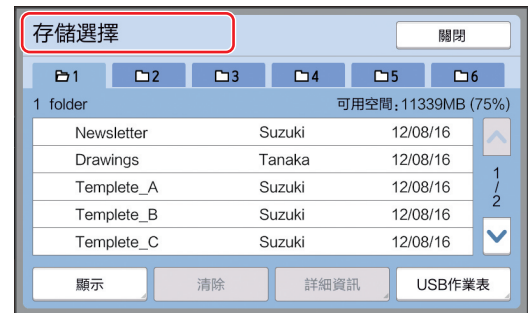 存儲選擇 關閉
1 2 3 4 5 6
1 folder 可用空間:11339MB (75%)
Newsletter Suzuki 12/08/16
Drawings Tanaka 12/08/16
Templete_A Suzuki 12/08/16
Templete_B Suzuki 12/08/16
Templete_C Suzuki 12/08/16
1/2
顯示 清除 詳細資訊 USB作業表